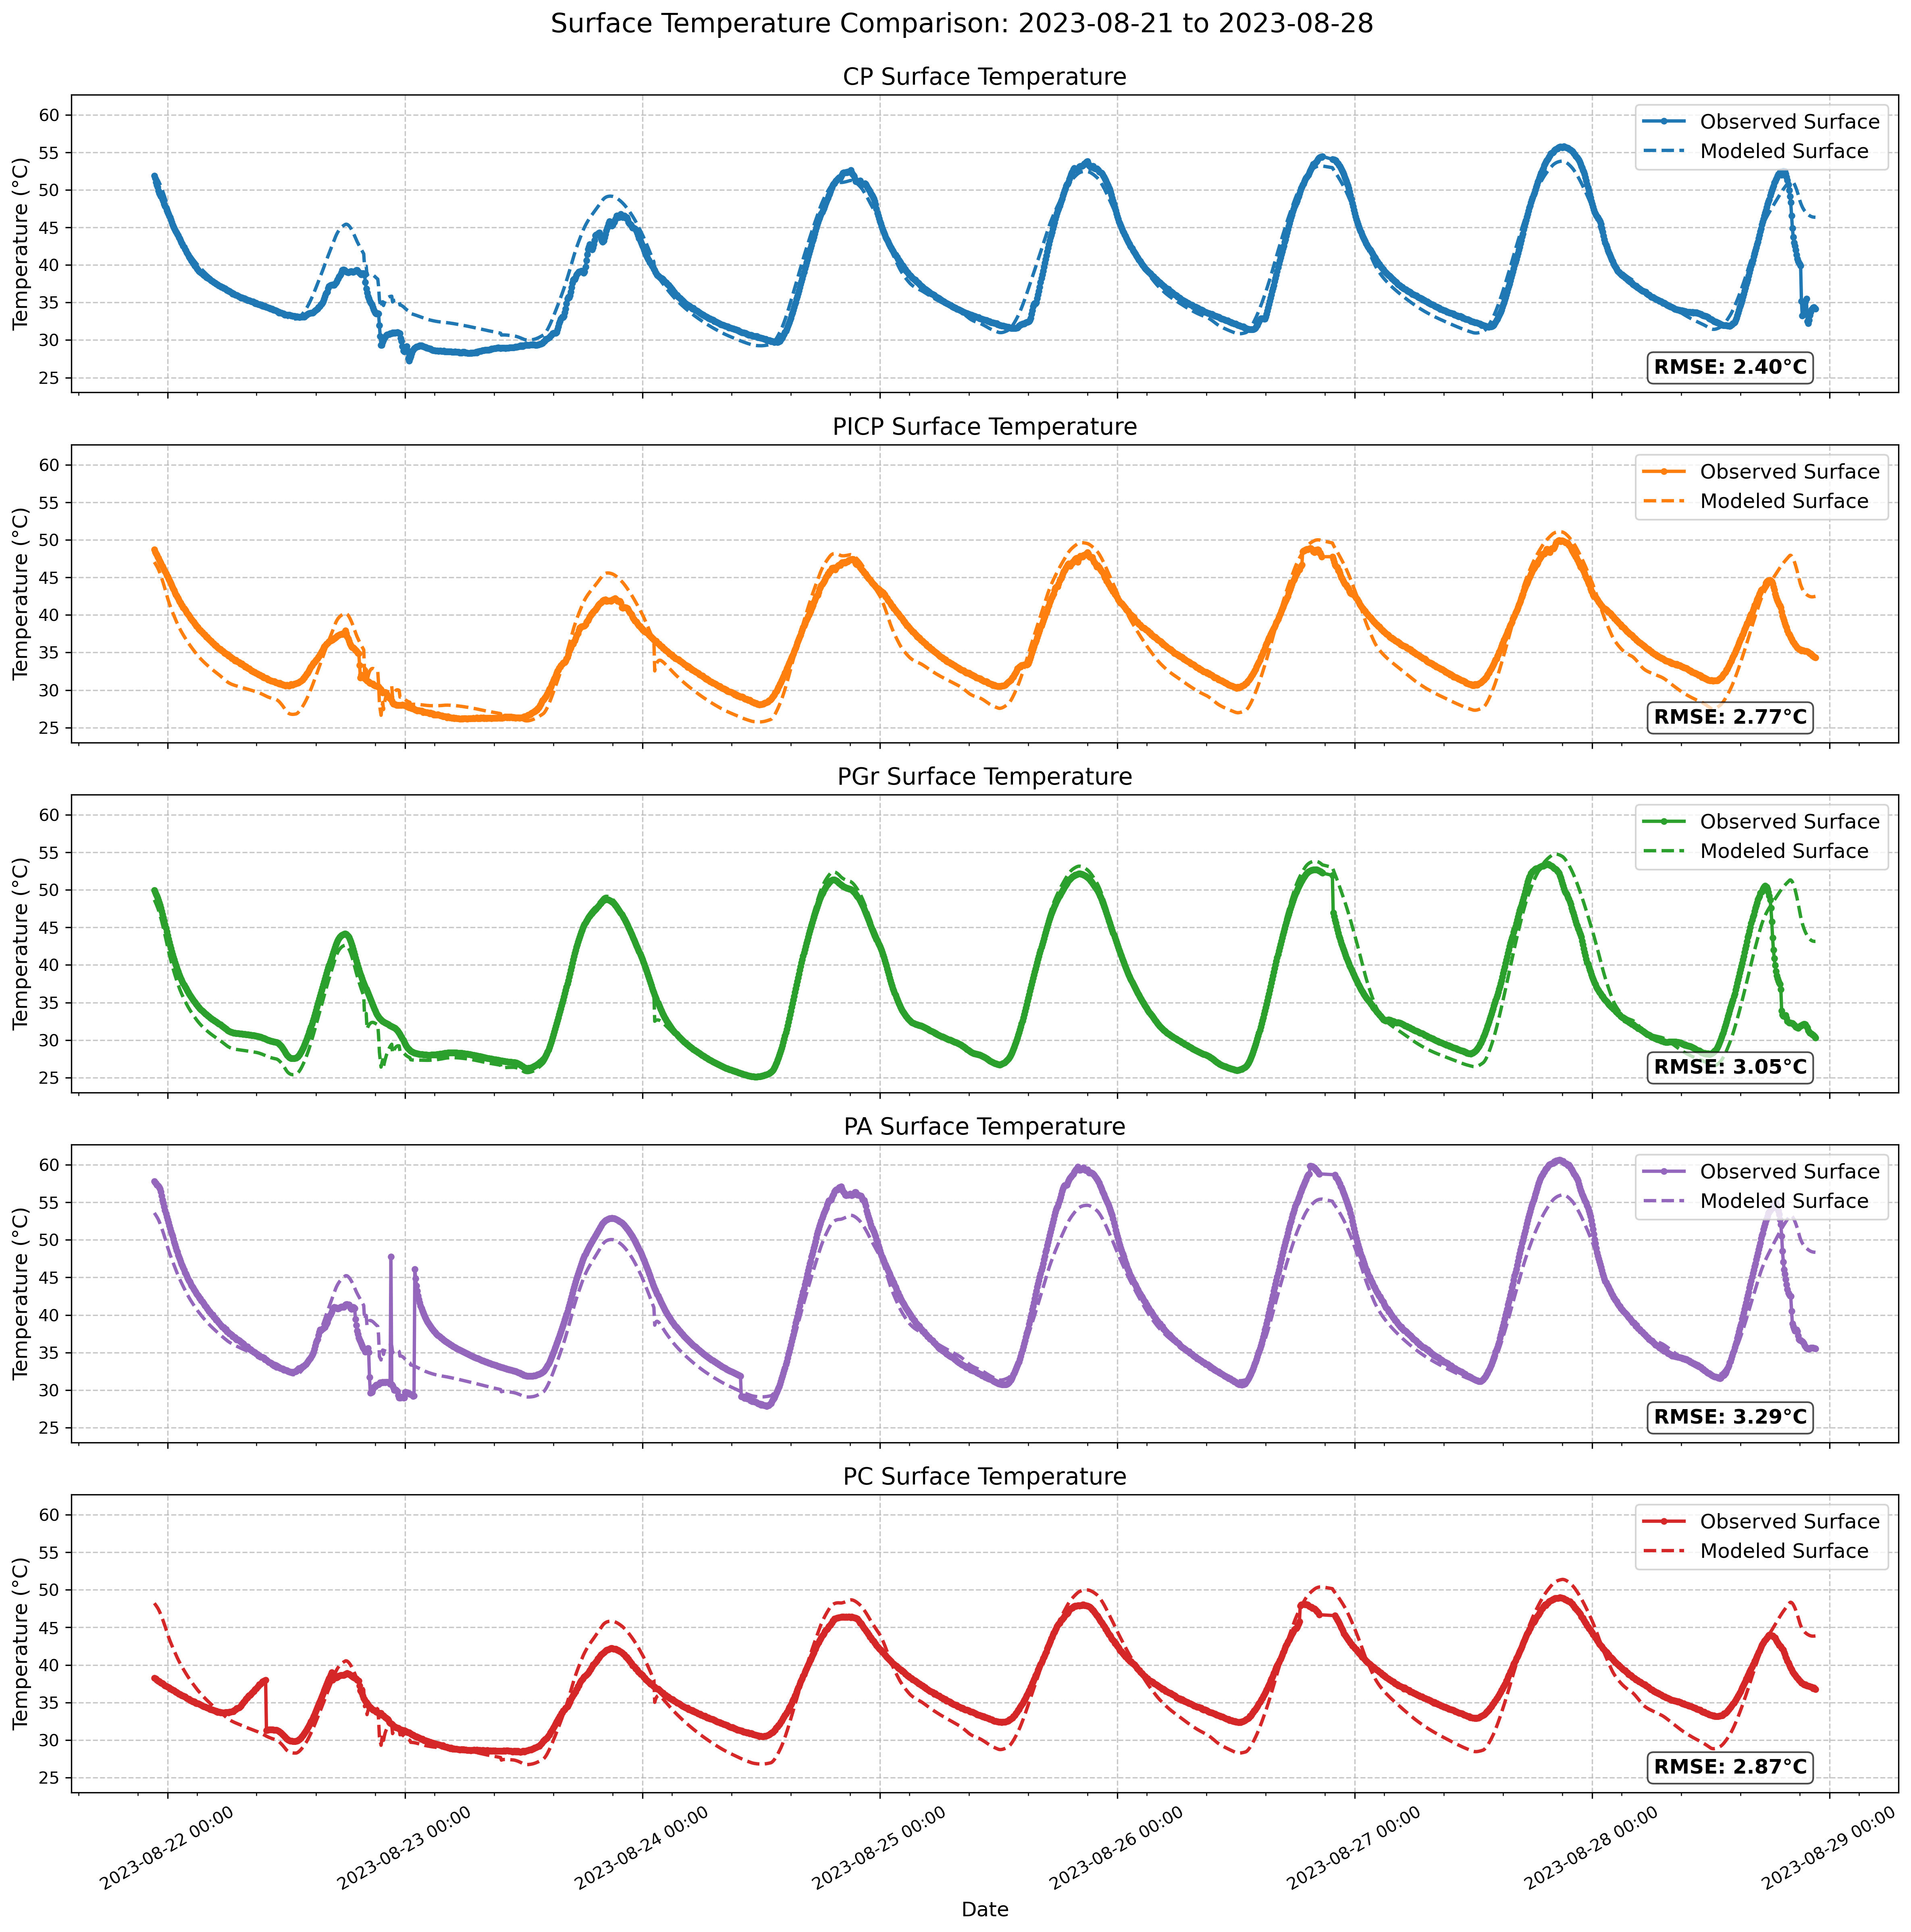 Surface Temperature Comparison: 2023-08-21 to 2023-08-28
CP Surface Temperature
Temperature (°C)
60
55
50
45
40
35
30
25
Observed Surface
Modeled Surface
RMSE: 2.40°C
PICP Surface Temperature
Temperature (°C)
60
55
50
45
40
35
30
25
Observed Surface
Modeled Surface
RMSE: 2.77°C
PGr Surface Temperature
Temperature (°C)
60
55
50
45
40
35
30
25
Observed Surface
Modeled Surface
RMSE: 3.05°C
PA Surface Temperature
Temperature (°C)
60
55
50
45
40
35
30
25
Observed Surface
Modeled Surface
RMSE: 3.29°C
PC Surface Temperature
Temperature (°C)
60
55
50
45
40
35
30
25
Observed Surface
Modeled Surface
RMSE: 2.87°C
2023-08-22 00:00
2023-08-23 00:00
2023-08-24 00:00
2023-08-25 00:00
2023-08-26 00:00
2023-08-27 00:00
2023-08-28 00:00
2023-08-29 00:00
Date